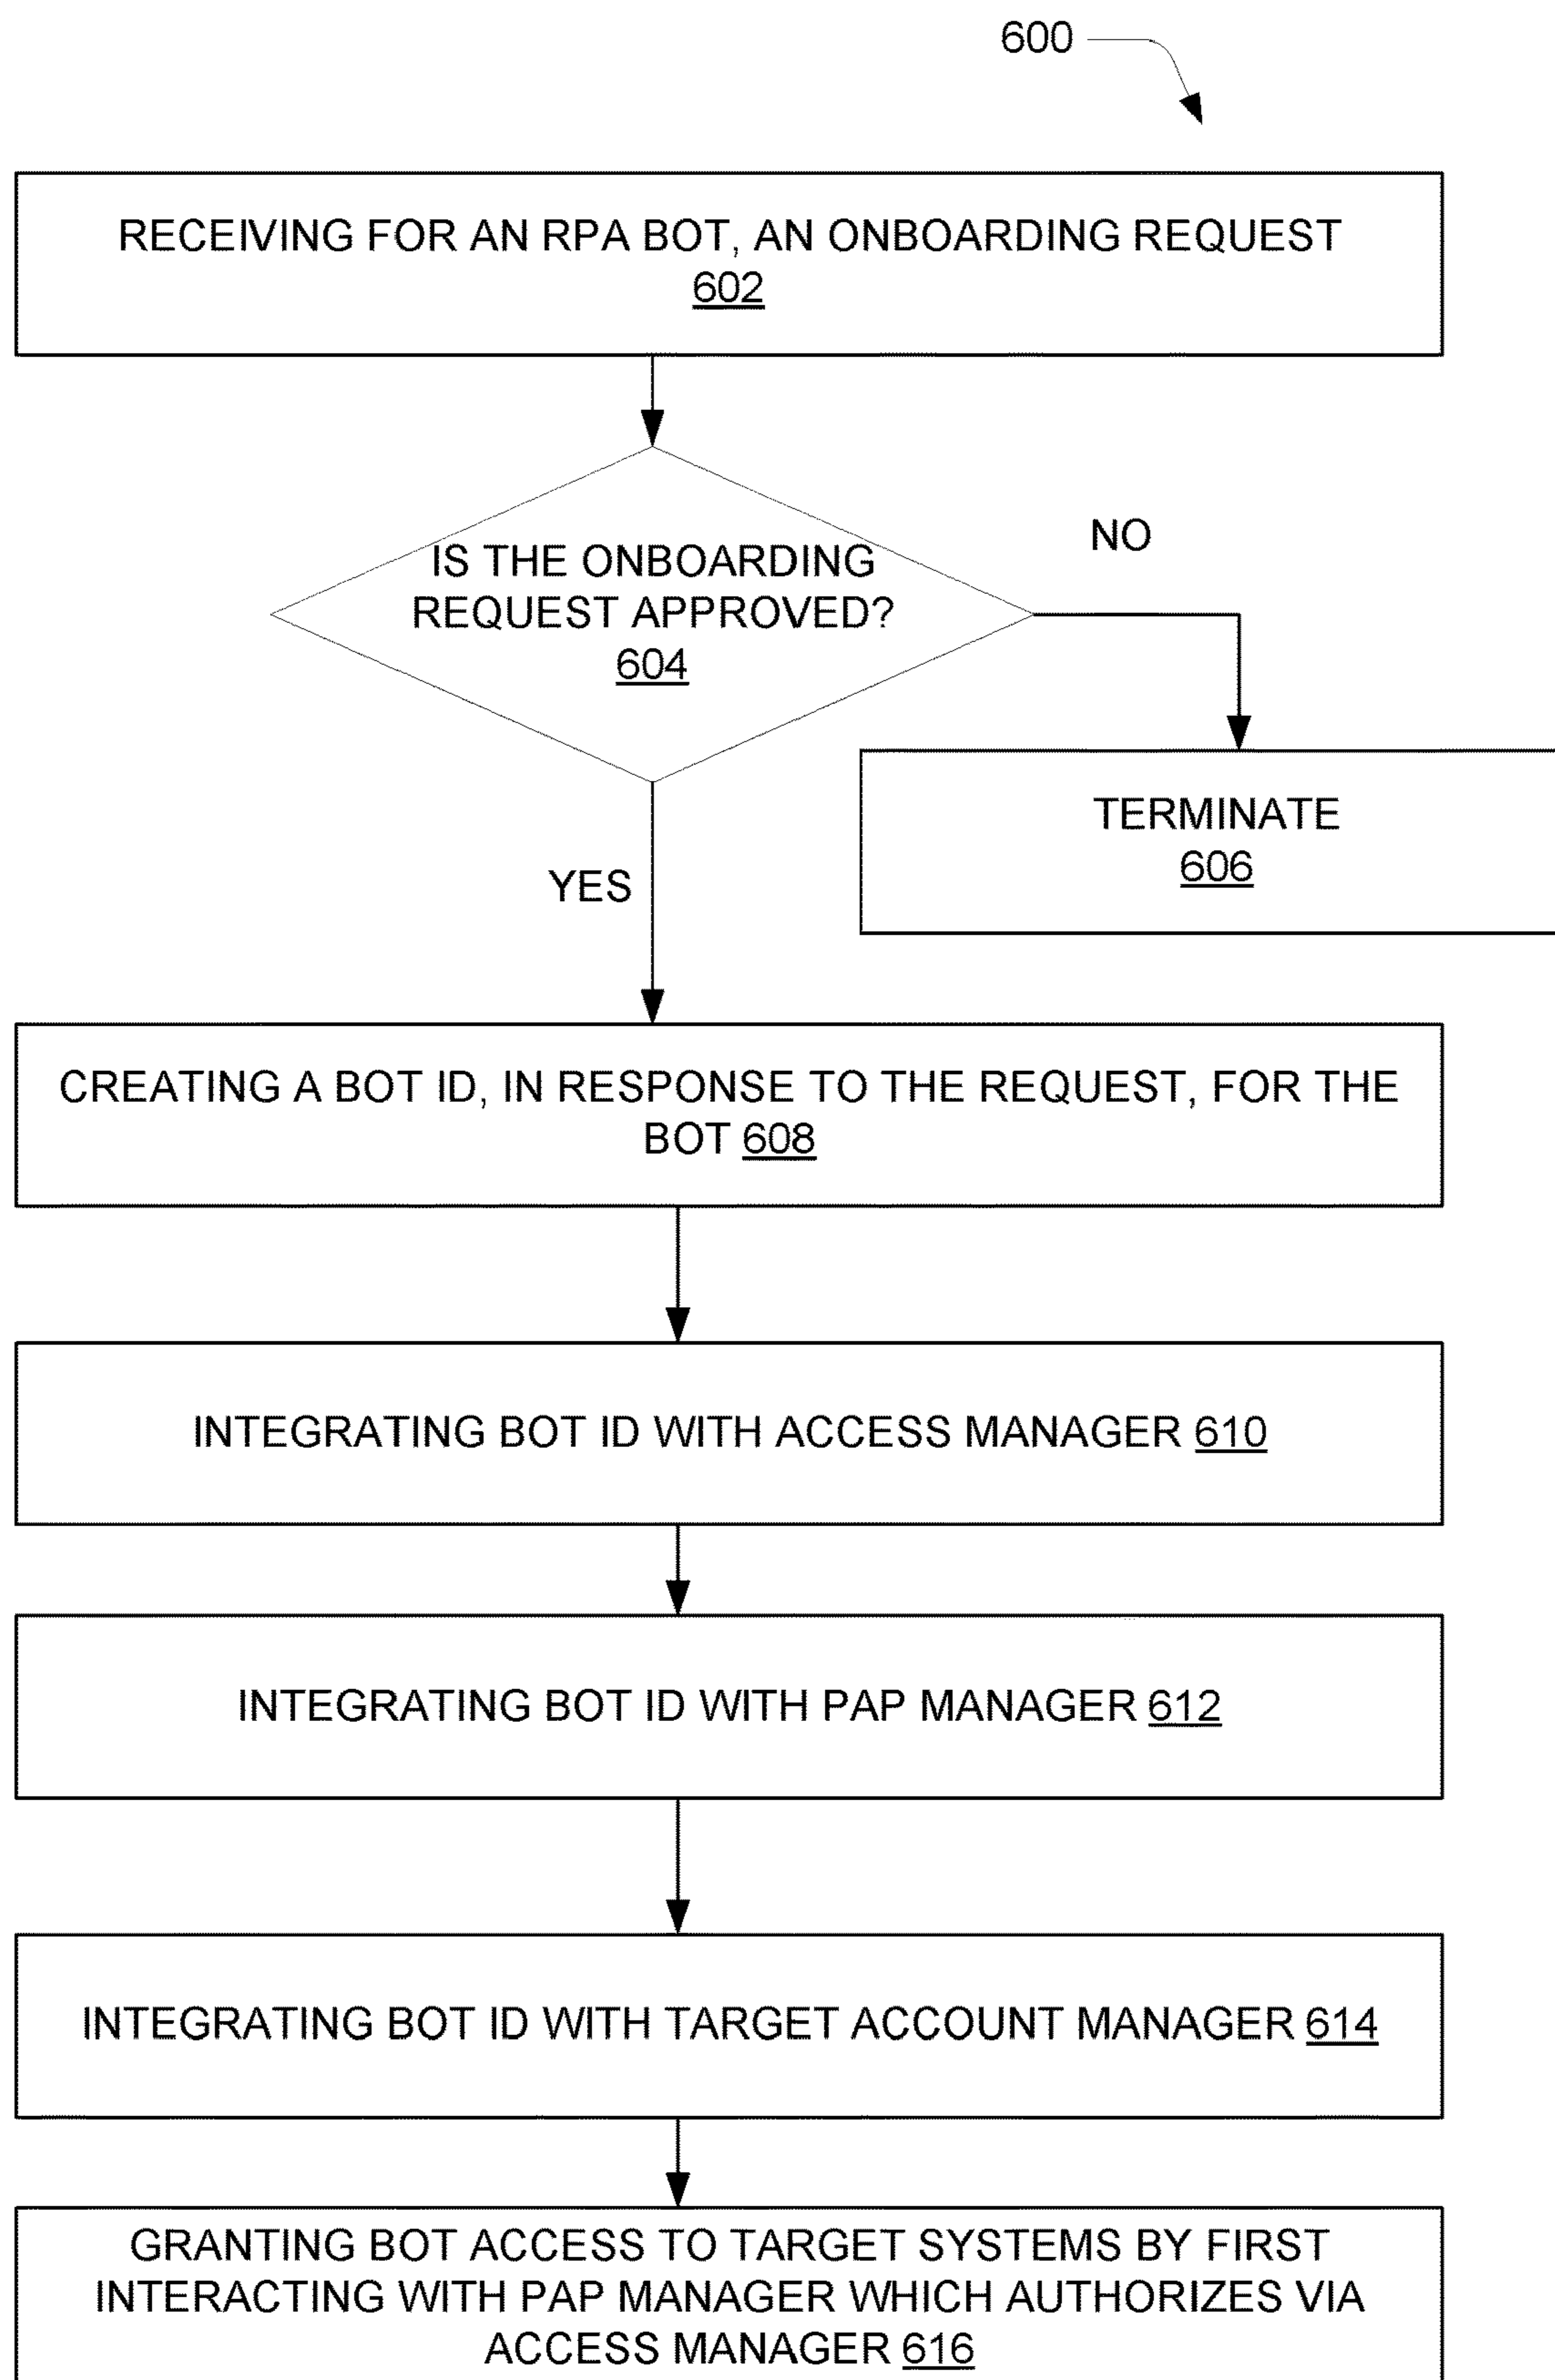 600
RECEIVING FOR AN RPA BOT, AN ONBOARDING REQUEST
602
IS THE ONBOARDING
REQUEST APPROVED?
604
NO
TERMINATE
606
YES
CREATING A BOT ID, IN RESPONSE TO THE REQUEST, FOR THE
BOT 608
INTEGRATING BOT ID WITH ACCESS MANAGER 610
INTEGRATING BOT ID WITH PAP MANAGER 612
INTEGRATING BOT ID WITH TARGET ACCOUNT MANAGER 614
GRANTING BOT ACCESS TO TARGET SYSTEMS BY FIRST
INTERACTING WITH PAP MANAGER WHICH AUTHORIZES VIA
ACCESS MANAGER 616